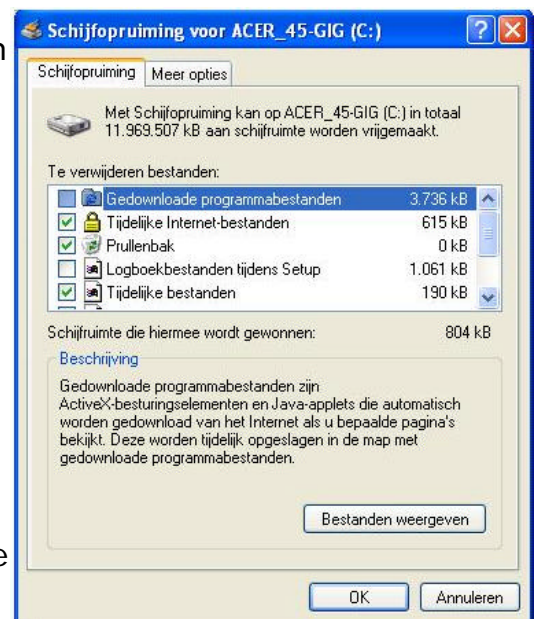 Schijfopruiming voor ACER_45-GIG (C:)
n
Schijfopruiming Meer opties
Met Schijfopruiming kan op ACER_45-GIG (C:) in totaal
11.969.507 kB aan schijfruimte worden vrijgemaakt.
Te verwijderen bestanden:
Gedownloade programmabestanden 3.736 kB
Tijdelijke Internet-bestanden 615 kB
Prullenbak 0 kB
Logboekbestanden tijdens Setup 1.061 kB
Tijdelijke bestanden 190 kB
Schijfruimte die hiermee wordt gewonnen: 804 kB
Beschrijving
Gedownloade programmabestanden zijn
ActiveX-besturingselementen en Java-applets die automatisch
worden gedownload van het Internet als u bepaalde pagina's
bekijkt. Deze worden tijdelijk opgeslagen in de map met
gedownloade programmabestanden.
Bestanden weergeven
e
OK Annuleren